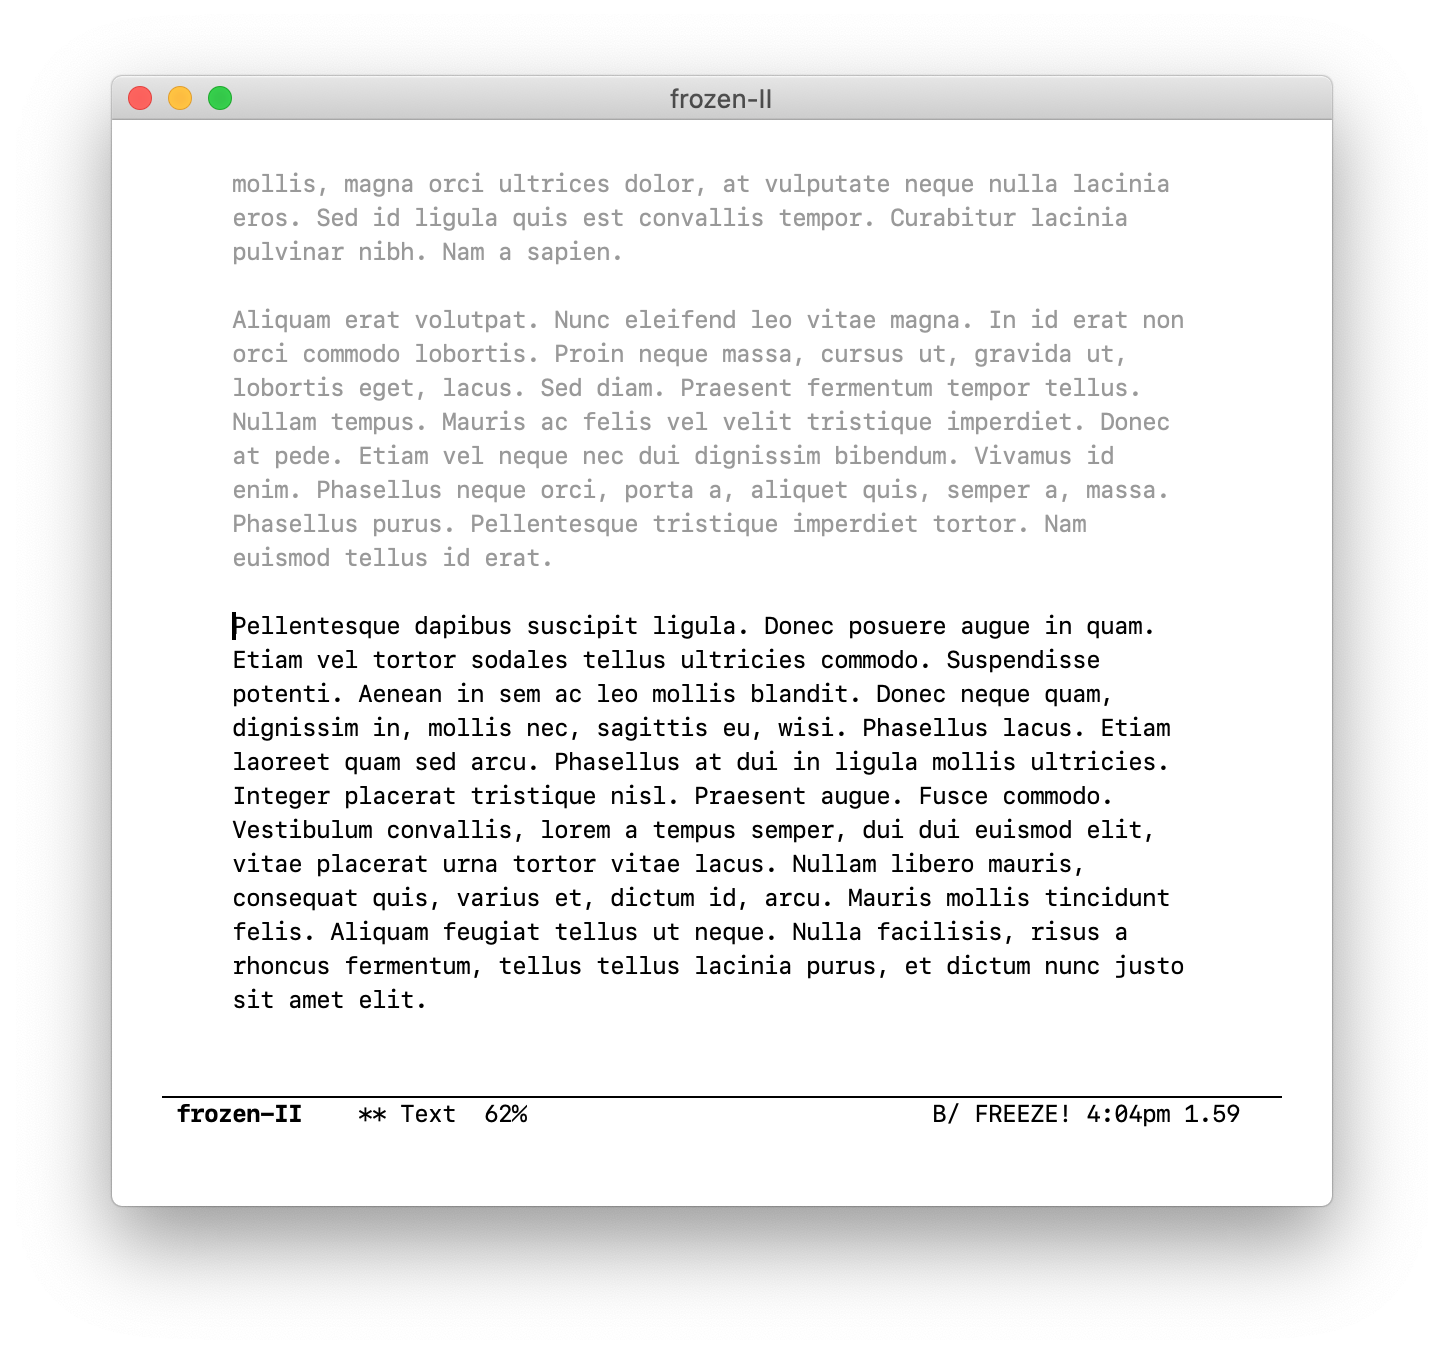 frozen-II
mollis, magna orci ultrices dolor, at vulputate neque nulla lacinia
eros. Sed id ligula quis est convallis tempor. Curabitur lacinia
pulvinar nibh. Nam a sapien.
Aliquam erat volutpat. Nunc eleifend leo vitae magna. In id erat non
orci commodo lobortis. Proin neque massa, cursus ut, gravida ut,
lobortis eget, lacus. Sed diam. Praesent fermentum tempor tellus.
Nullam tempus. Mauris ac felis vel velit tristique imperdiet. Donec
at pede. Etiam vel neque nec dui dignissim bibendum. Vivamus id
enim. Phasellus neque orci, porta a, aliquet quis, semper a, massa.
Phasellus purus. Pellentesque tristique imperdiet tortor. Nam
euismod tellus id erat.
Pellentesque dapibus suscipit ligula. Donec posuere augue in quam.
Etiam vel tortor sodales tellus ultricies commodo. Suspendisse
potenti. Aenean in sem ac leo mollis blandit. Donec neque quam,
dignissim in, mollis nec, sagittis eu, wisi. Phasellus lacus. Etiam
laoreet quam sed arcu. Phasellus at dui in ligula mollis ultricies.
Integer placerat tristique nisl. Praesent augue. Fusce commodo.
Vestibulum convallis, lorem a tempus semper, dui dui euismod elit,
vitae placerat urna tortor vitae lacus. Nullam libero mauris,
consequat quis, varius et, dictum id, arcu. Mauris mollis tincidunt
felis. Aliquam feugiat tellus ut neque. Nulla facilisis, risus a
rhoncus fermentum, tellus tellus lacinia purus, et dictum nunc justo
sit amet elit.
frozen-II    ** Text  62%    B/ FREEZE! 4:04pm 1.59